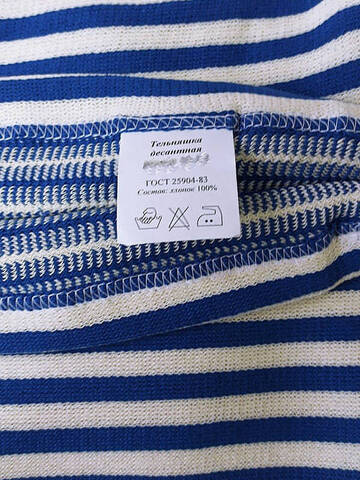 Тельняшка
десантная
ГОСТ 25904-83
Состав: хлопок 100%